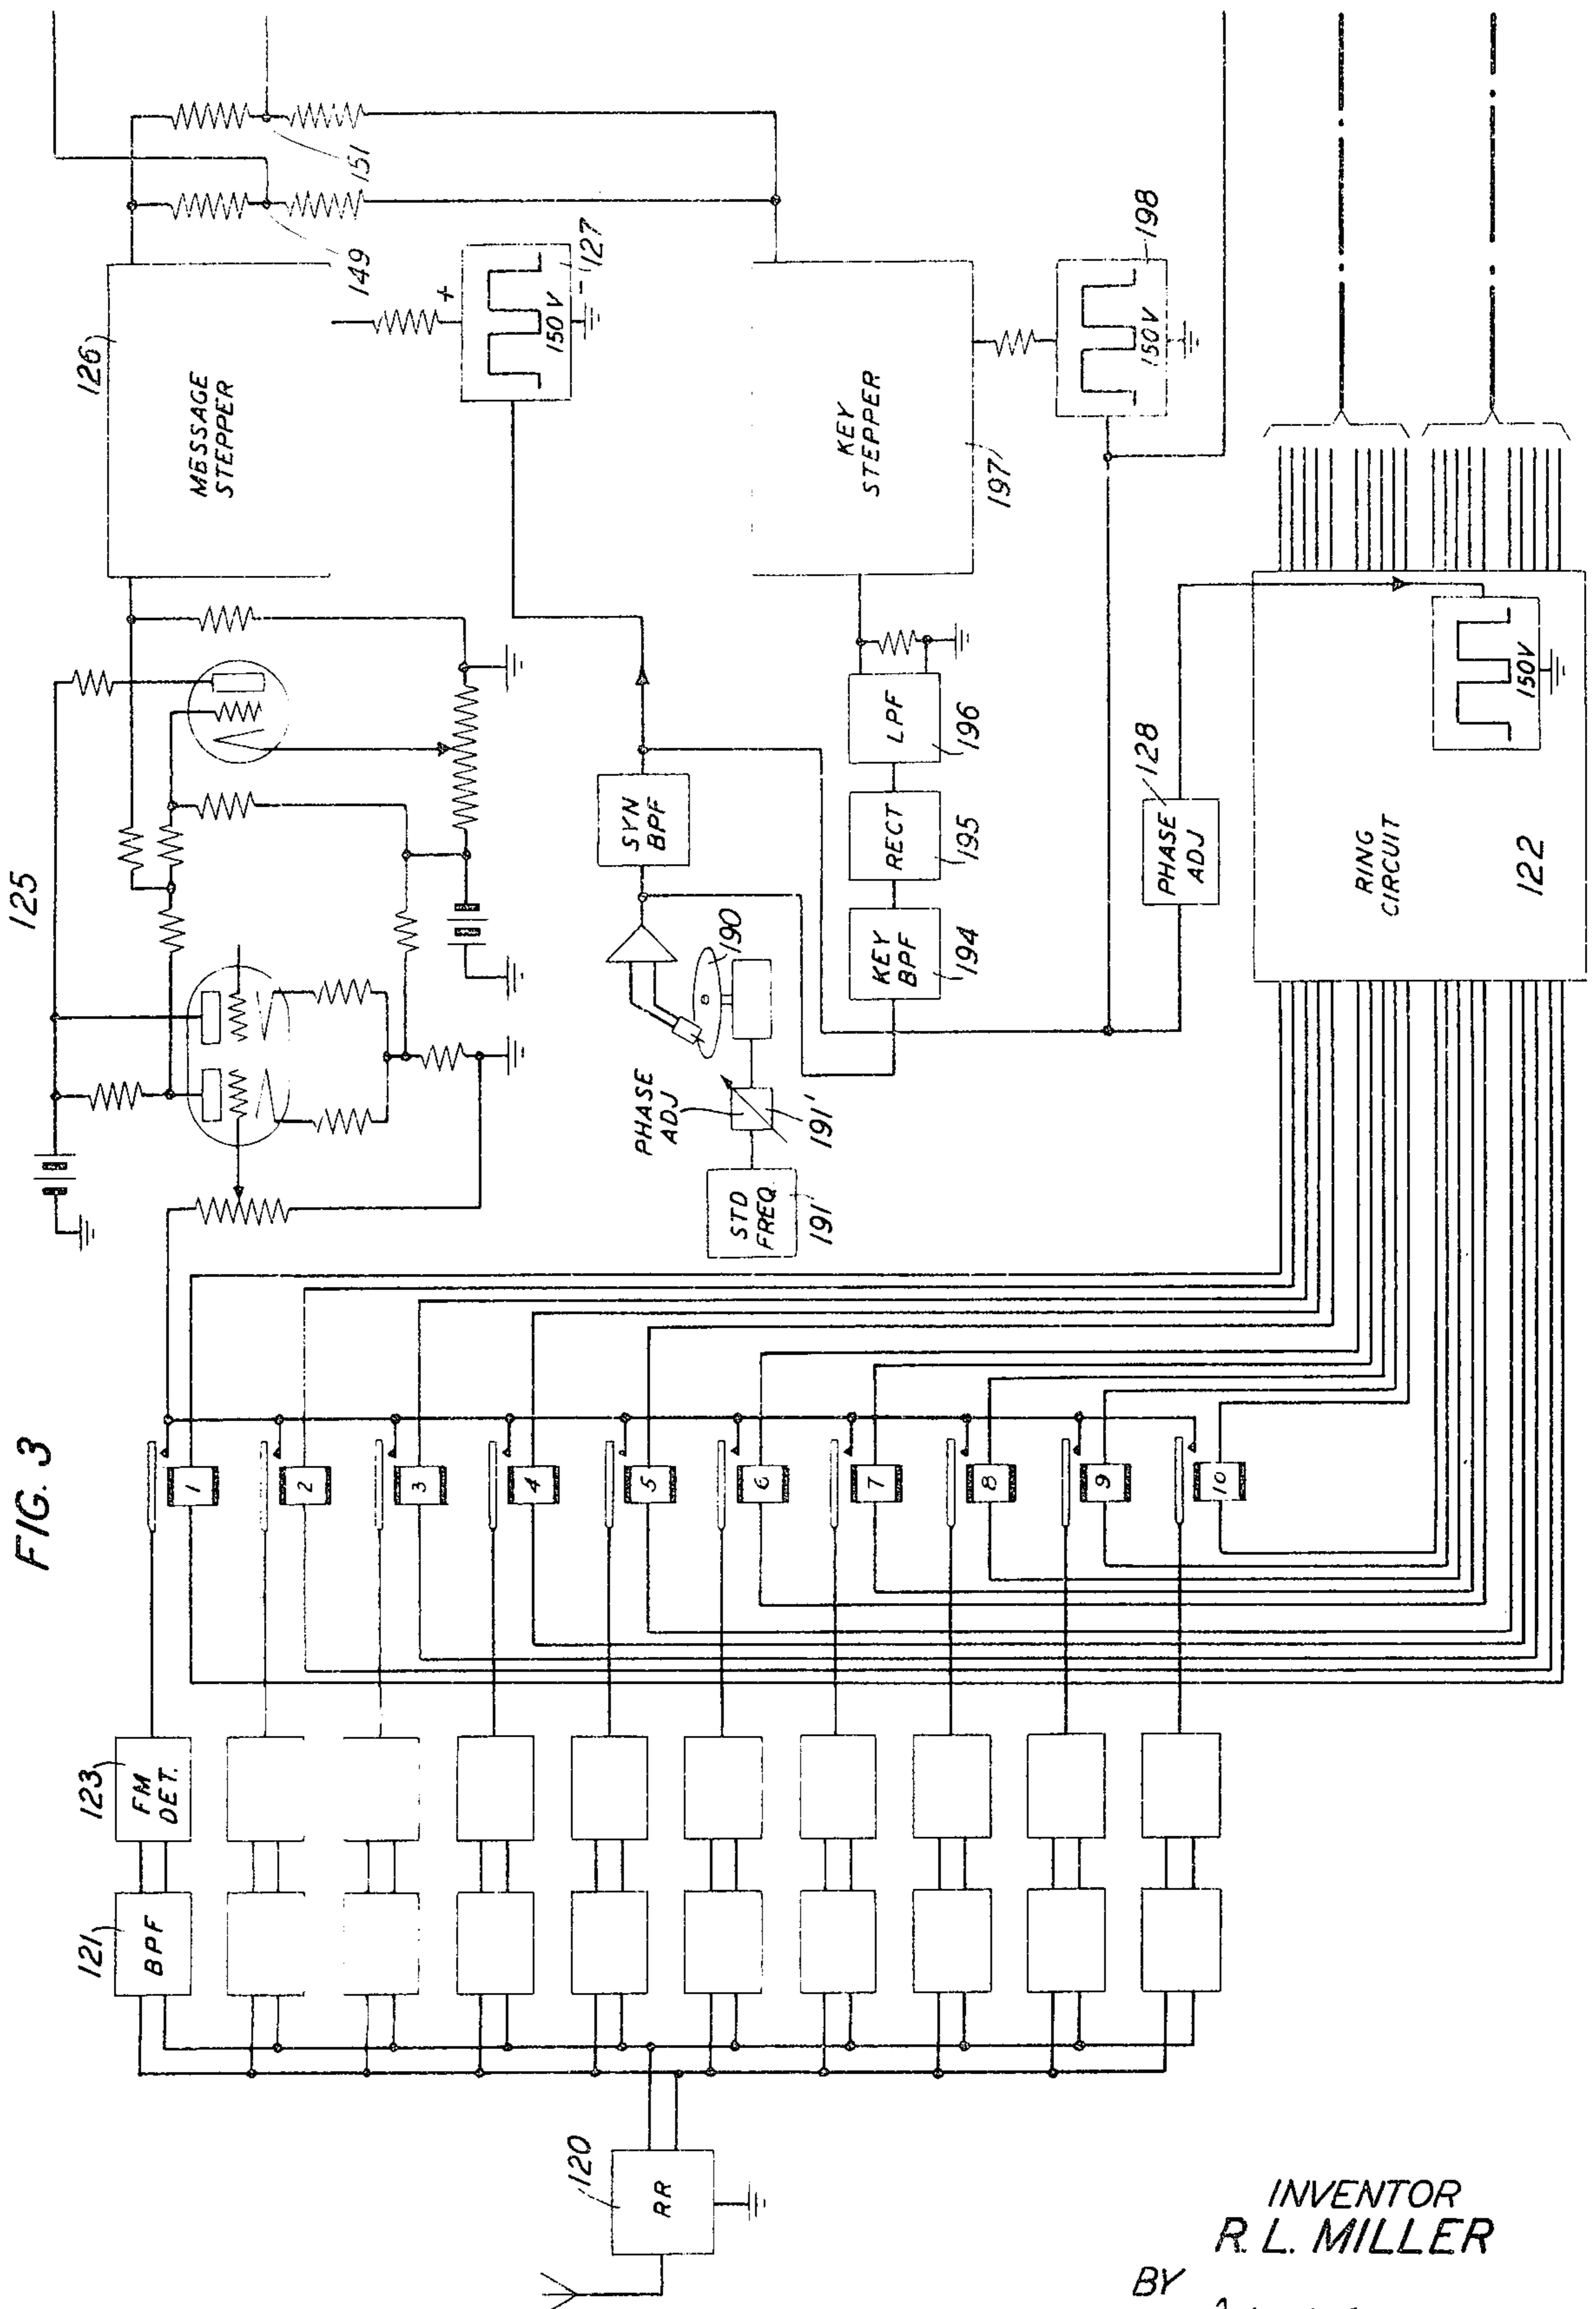 FIG. 3
125
126
MESSAGE
STEPPER
149
151
+
150 V
127
-
198
150V
KEY
STEPPER
197
SYN
BPF
190
LPF
196
RECT
195
KEY
BPF
194
PHASE
ADJ
191'
STD
FREQ.
191
128
PHASE
ADJ
RING
CIRCUIT
122
150V
1
2
3
4
5
6
7
8
9
10
123
FM
DET.
121
BPF
120
RR
INVENTOR
R. L. MILLER
BY